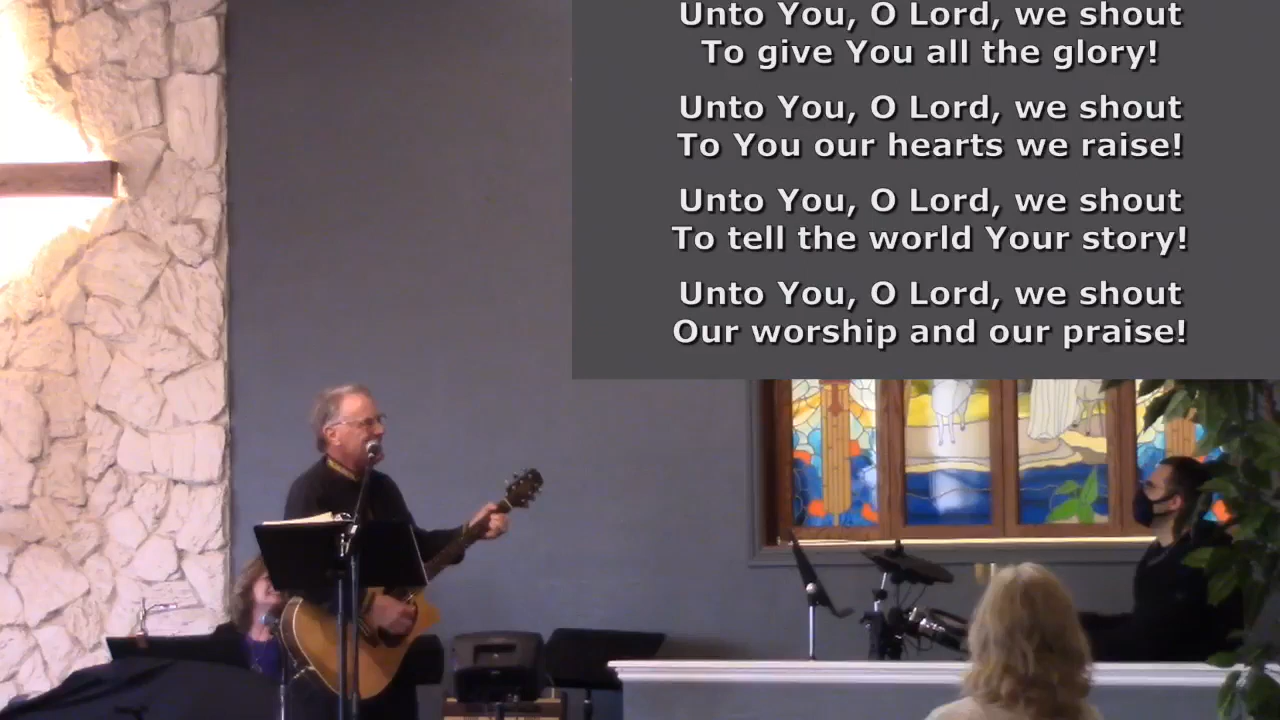 Unto You, O Lord, we shout
To give You all the glory!
Unto You, O Lord, we shout
To You our hearts we raise!
Unto You, O Lord, we shout
To tell the world Your story!
Unto You, O Lord, we shout
Our worship and our praise!